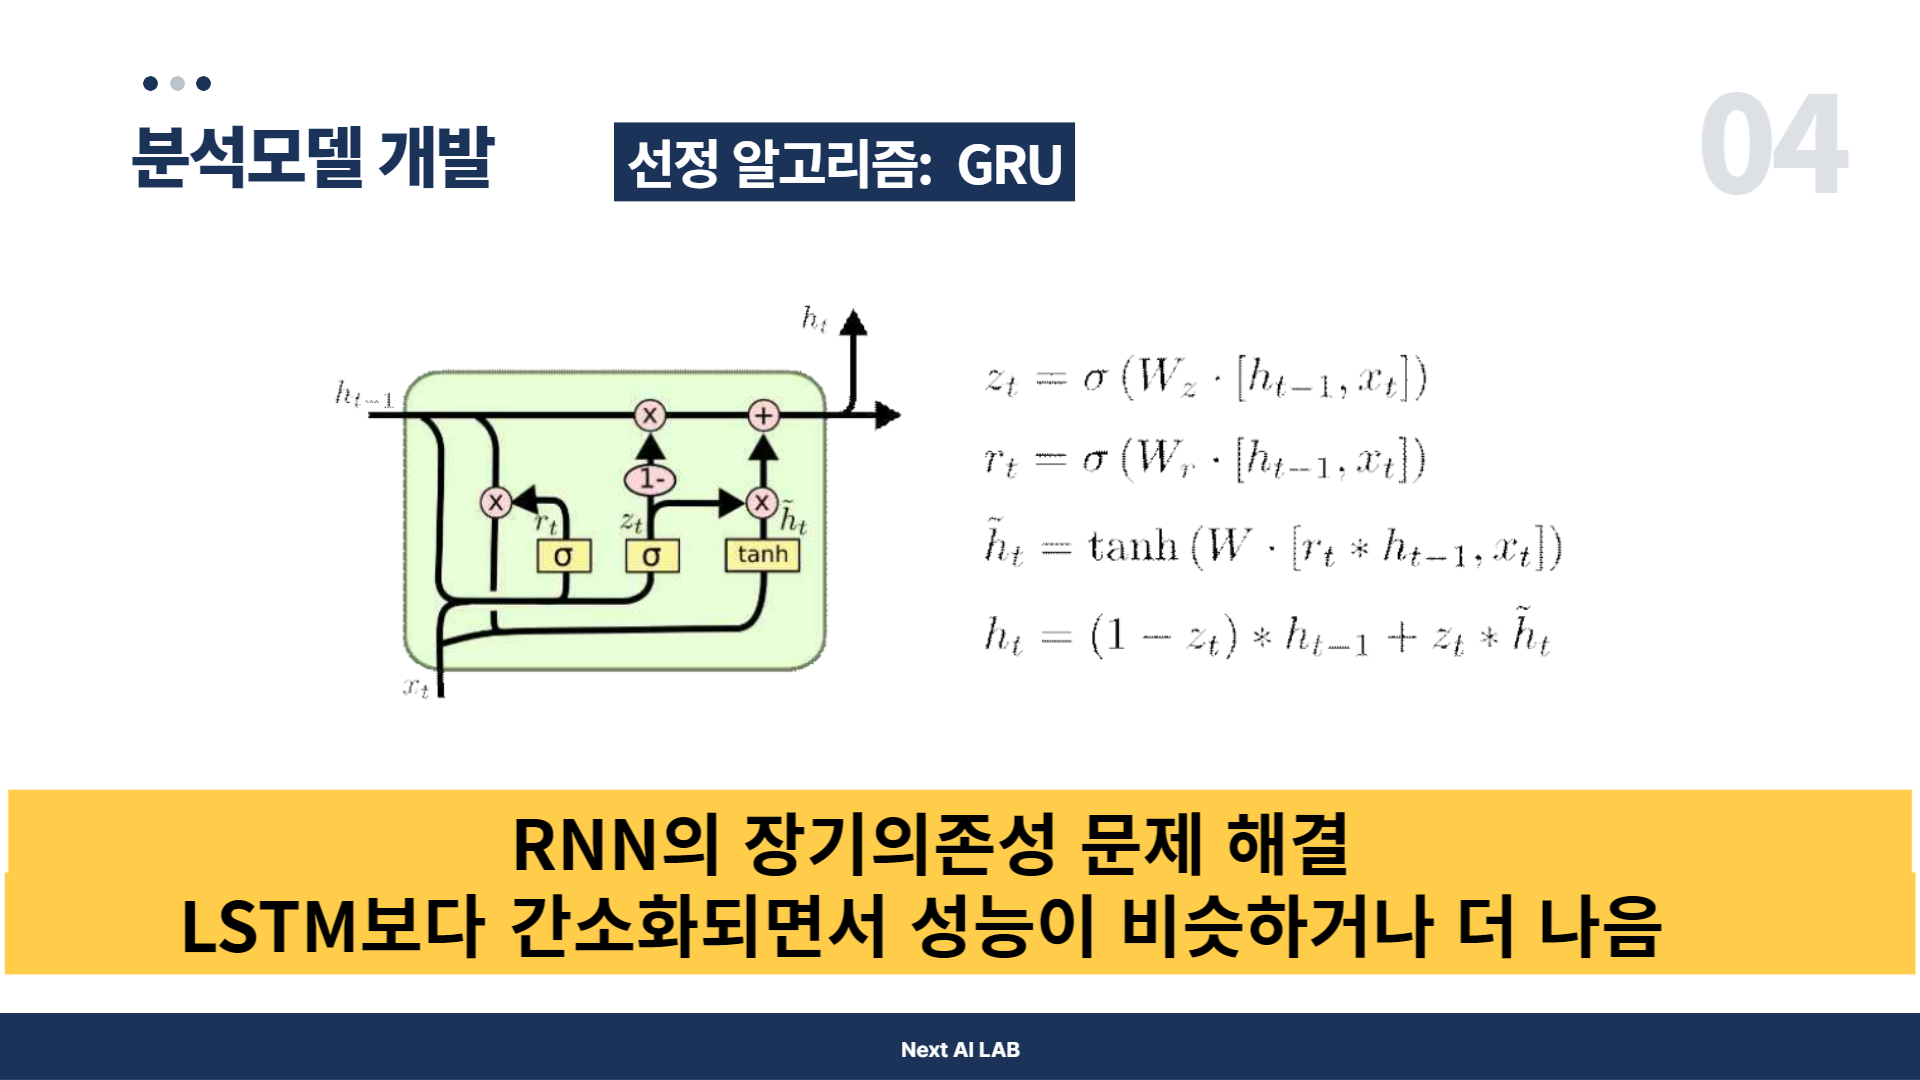 분석모델 개발
선정 알고리즘: GRU
04
h_t
h_{t-1}
x
+
1-
x
r_t
z_t
x
h̃_t
σ
σ
tanh
x_t
z_t = σ (W_z · [h_{t-1}, x_t])
r_t = σ (W_r · [h_{t-1}, x_t])
h̃_t = tanh (W · [r_t * h_{t-1}, x_t])
h_t = (1 − z_t) * h_{t-1} + z_t * h̃_t
RNN의 장기의존성 문제 해결
LSTM보다 간소화되면서 성능이 비슷하거나 더 나음
Next AI LAB